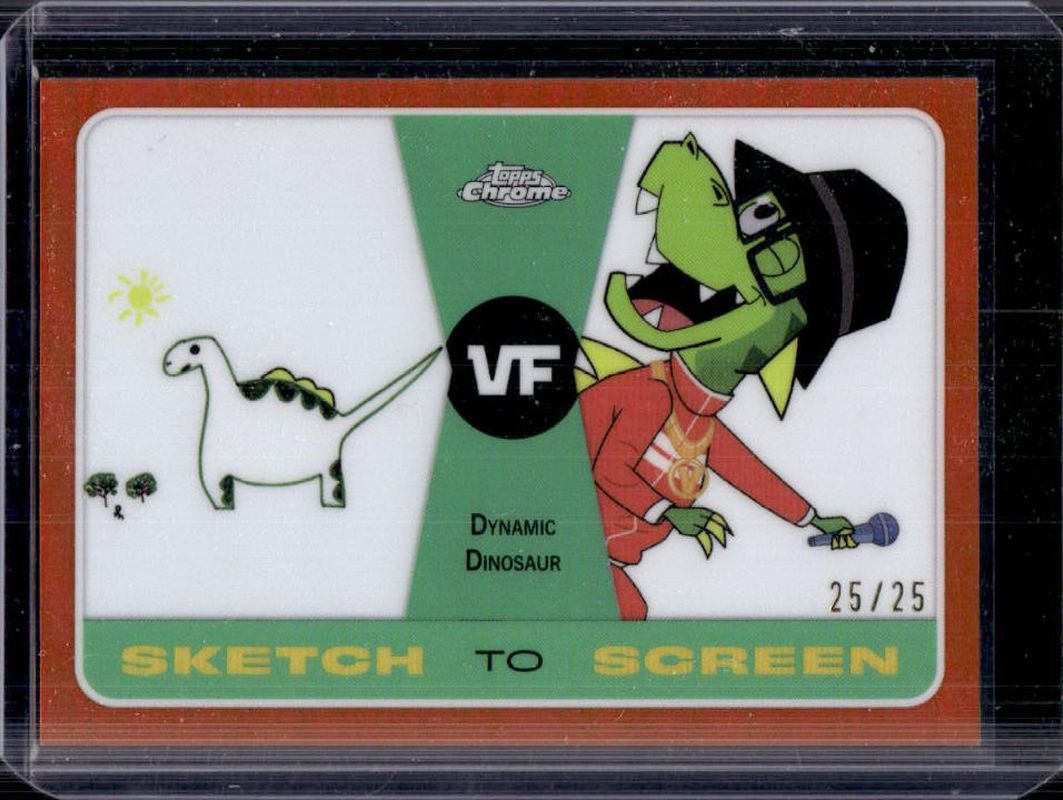 Topps
Chrome
VF
DYNAMIC
DINOSAUR
25/25
SKETCH TO SCREEN